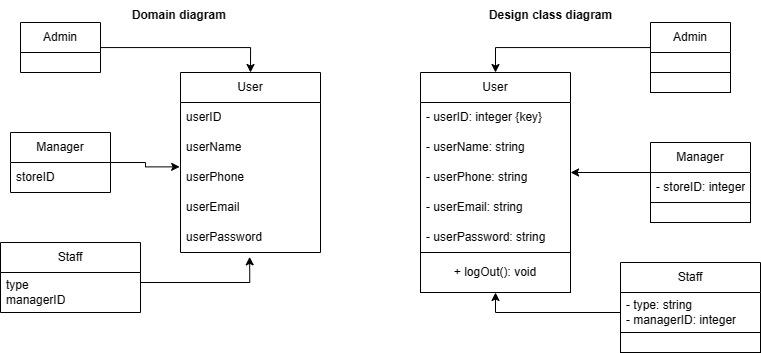 Domain diagram
Admin
User
userID
userName
userPhone
userEmail
userPassword
Manager
storeID
Staff
type
managerID
Design class diagram
Admin
User
- userID: integer {key}
- userName: string
- userPhone: string
- userEmail: string
- userPassword: string
+ logOut(): void
Manager
- storeID: integer
Staff
- type: string
- managerID: integer